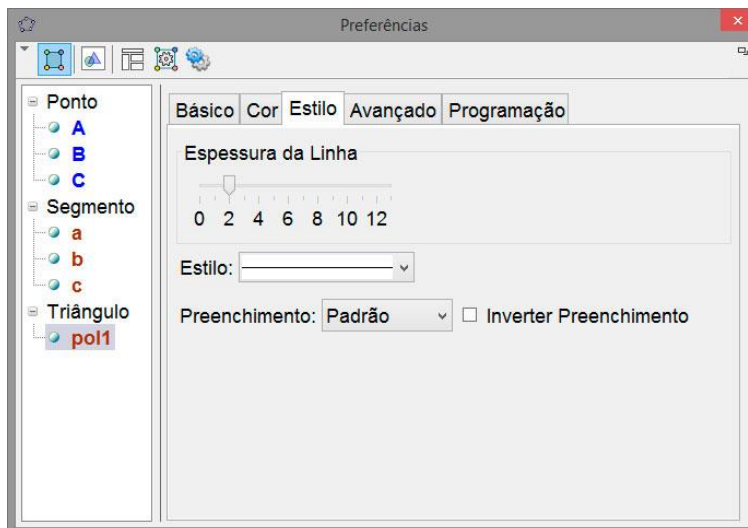 Preferências
Ponto
A
B
C
Segmento
a
b
c
Triângulo
pol1
Básico Cor Estilo Avançado Programação
Espessura da Linha
0 2 4 6 8 10 12
Estilo:
Preenchimento: Padrão Inverter Preenchimento